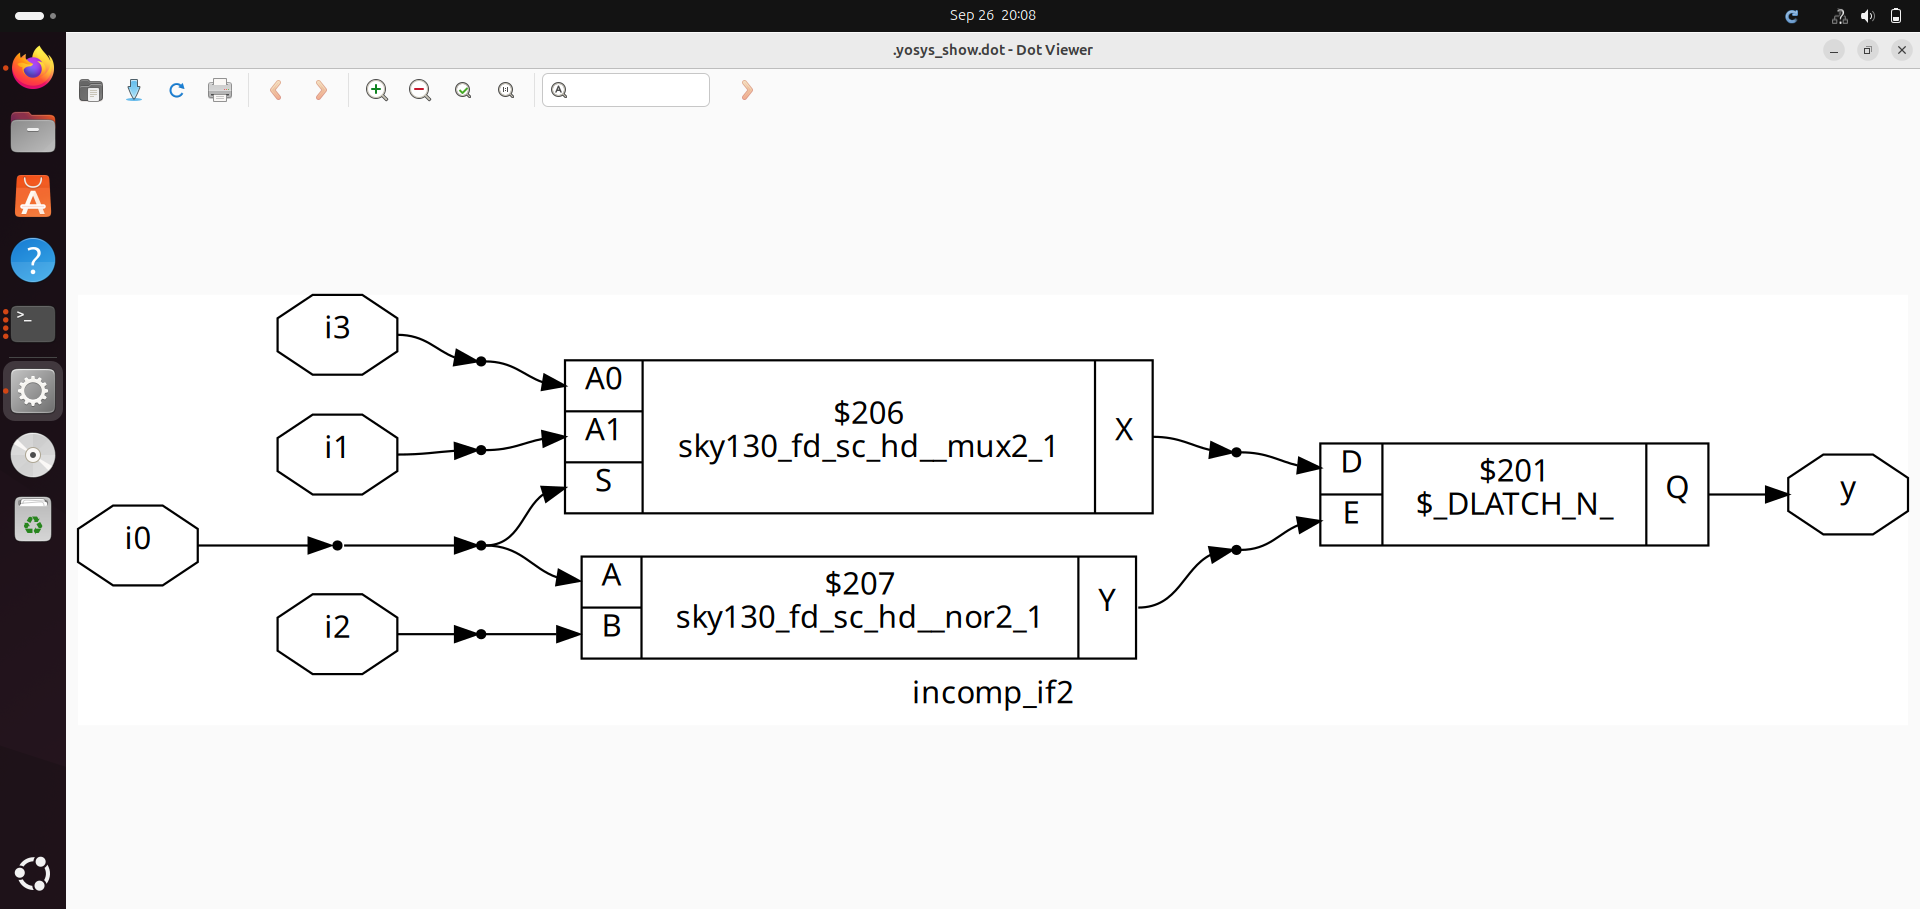 Sep 26 20:08
.yosys_show.dot - Dot Viewer
i3
i1
i0
i2
A0
A1
S
$206
sky130_fd_sc_hd__mux2_1
X
A
B
$207
sky130_fd_sc_hd__nor2_1
Y
D
E
$201
$_DLATCH_N_
Q
y
incomp_if2